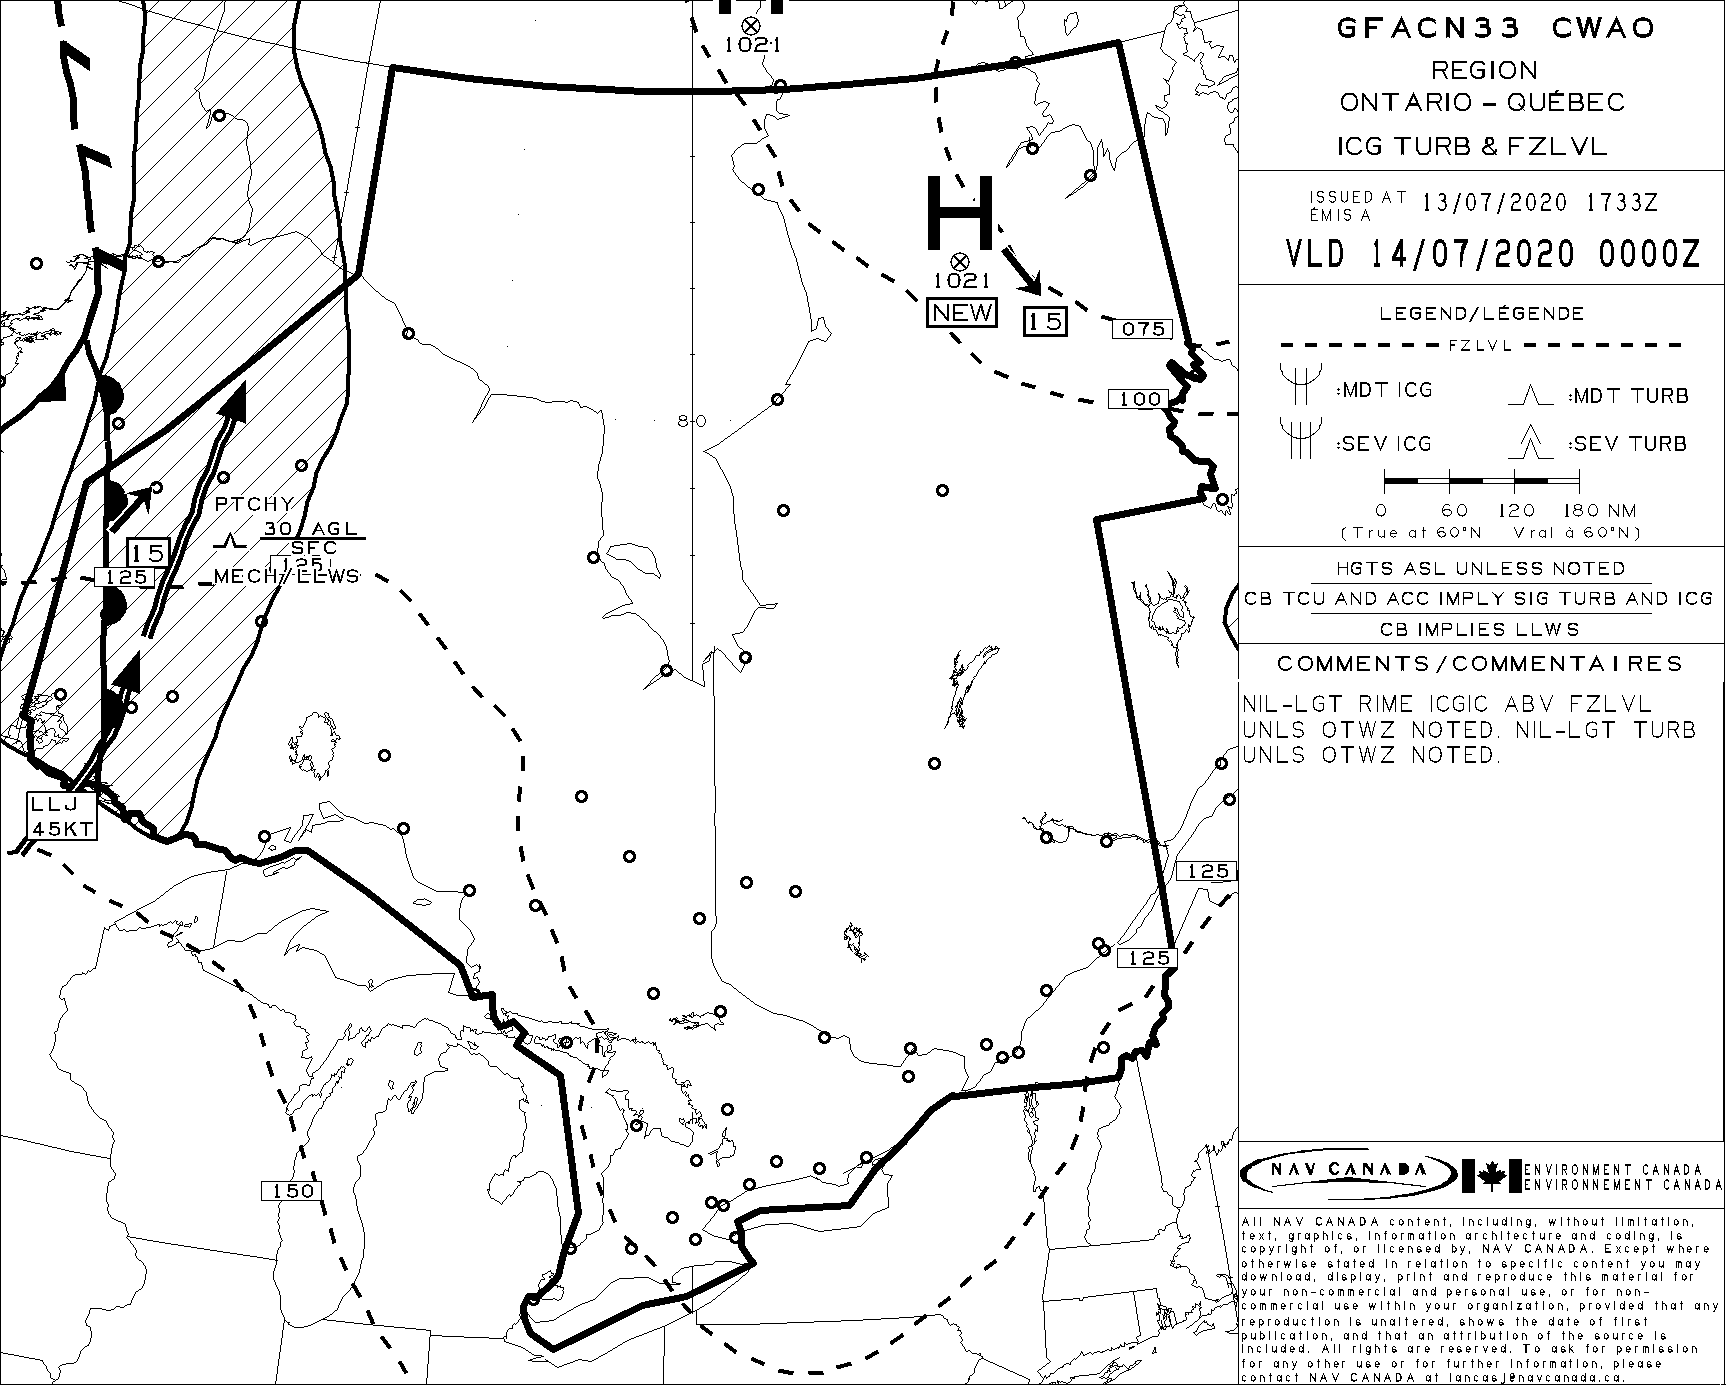 H
1021
H
1021
NEW
15
075
100
80
PTCHY
30 AGL
SFC
125
MECH/LLWS
15
125
LLJ
45KT
125
125
150
GFACN33 CWAO
REGION
ONTARIO – QUÉBEC
ICG TURB & FZLVL
ISSUED AT
ÉMIS A
13/07/2020 1733Z
VLD 14/07/2020 0000Z
LEGEND/LÉGENDE
FZLVL
:MDT ICG
:MDT TURB
:SEV ICG
:SEV TURB
0 60 120 180 NM
(True at 60°N Vrai à 60°N)
HGTS ASL UNLESS NOTED
CB TCU AND ACC IMPLY SIG TURB AND ICG
CB IMPLIES LLWS
COMMENTS/COMMENTAIRES
NIL-LGT RIME ICGIC ABV FZLVL
UNLS OTWZ NOTED. NIL-LGT TURB
UNLS OTWZ NOTED.
NAV CANADA
ENVIRONMENT CANADA
ENVIRONNEMENT CANADA
All NAV CANADA content, including, without limitation,
text, graphics, information architecture and coding, is
copyright of, or licensed by, NAV CANADA. Except where
otherwise stated in relation to specific content you may
download, display, print and reproduce this material for
your non-commercial and personal use, or for non-
commercial use within your organization, provided that any
reproduction is unaltered, shows the date of first
publication, and that an attribution of the source is
included. All rights are reserved. To ask for permission
for any other use or for further information, please
contact NAV CANADA at lancasj@navcanada.ca.